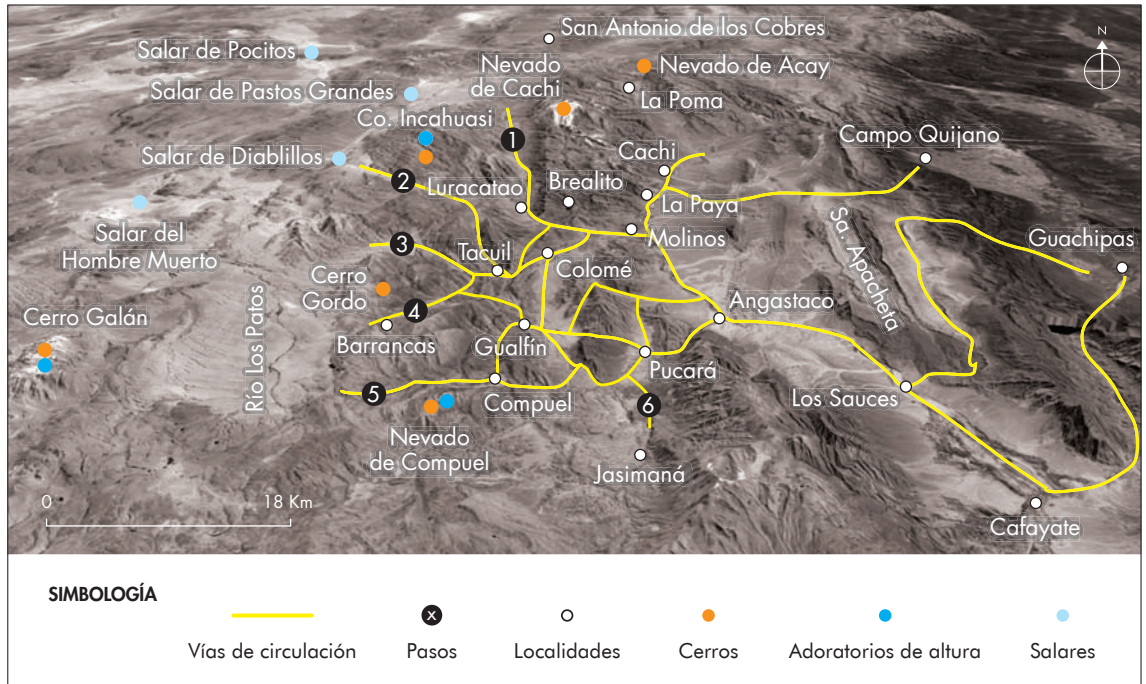 San Antonio de los Cobres
N
Salar de Pocitos
Nevado
de Cachi
Nevado de Acay
Salar de Pastos Grandes
La Poma
Co. Incahuasi
1
Campo Quijano
Salar de Diablillos
Cachi
2
Luracatao
Brealito
La Paya
Salar del
Hombre Muerto
Molinos
Sa. Apacheta
3
Guachipas
Tacuil
Colomé
Cerro
Gordo
Angastaco
Cerro Galán
4
Río Los Patos
Barrancas
Gualfín
Pucará
5
Compuel
6
Los Sauces
Nevado
de Compuel
Jasimaná
0
18 Km
Cafayate
SIMBOLOGÍA
x
Vías de circulación
Pasos
Localidades
Cerros
Adoratorios de altura
Salares